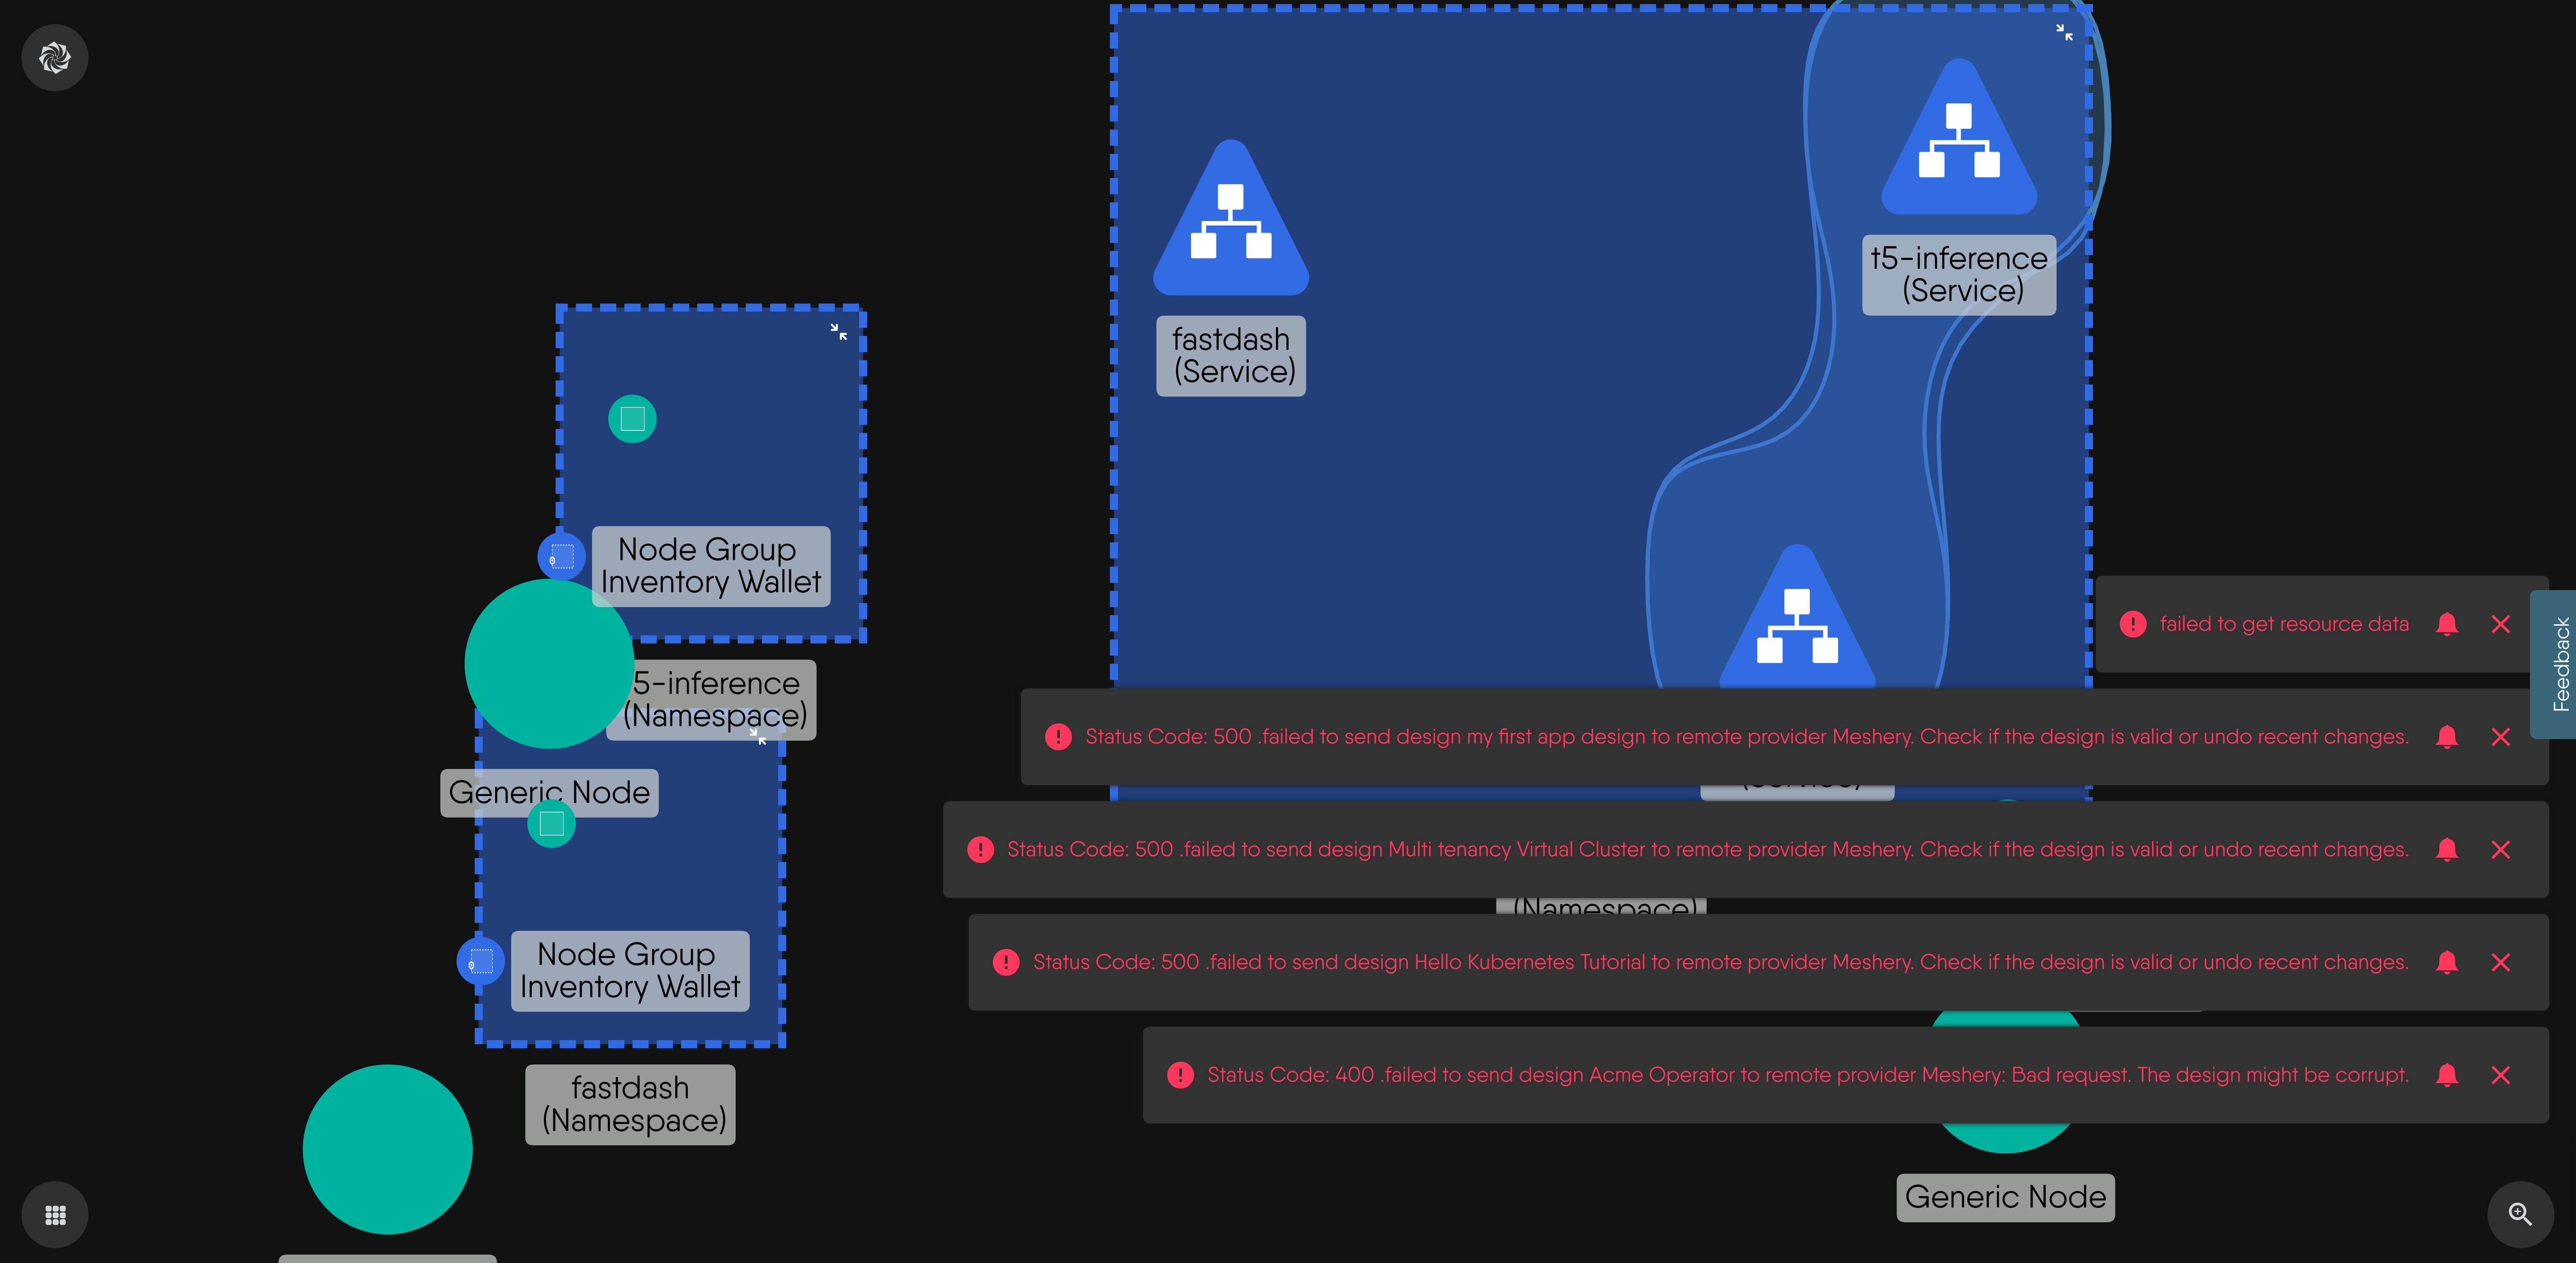 t5-inference
(Service)
fastdash
(Service)
Node Group
Inventory Wallet
5-inference
(Namespace)
Generic Node
Node Group
Inventory Wallet
fastdash
(Namespace)
failed to get resource data
Feedback
Status Code: 500 .failed to send design my first app design to remote provider Meshery. Check if the design is valid or undo recent changes.
(Service)
Status Code: 500 .failed to send design Multi tenancy Virtual Cluster to remote provider Meshery. Check if the design is valid or undo recent changes.
(Namespace)
Status Code: 500 .failed to send design Hello Kubernetes Tutorial to remote provider Meshery. Check if the design is valid or undo recent changes.
Status Code: 400 .failed to send design Acme Operator to remote provider Meshery: Bad request. The design might be corrupt.
Generic Node